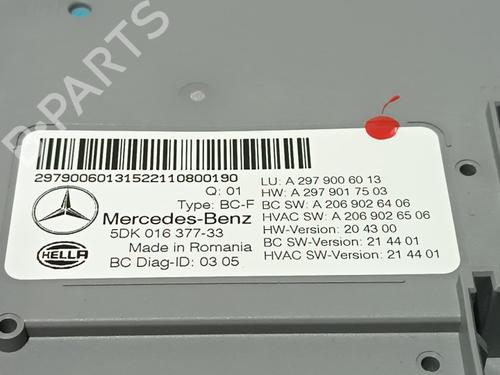 B-PARTS
29790060131522110800190
Q: 01
Type: BC-F
Mercedes-Benz
5DK 016 377-33
Made in Romania
BC Diag-ID: 03 05
HELLA
LU: A 297 900 60 13
HW: A 297 901 75 03
BC SW: A 206 902 64 06
HVAC SW: A 206 902 65 06
HW-Version: 20 43 00
BC SW-Version: 21 44 01
HVAC SW-Version: 21 44 01